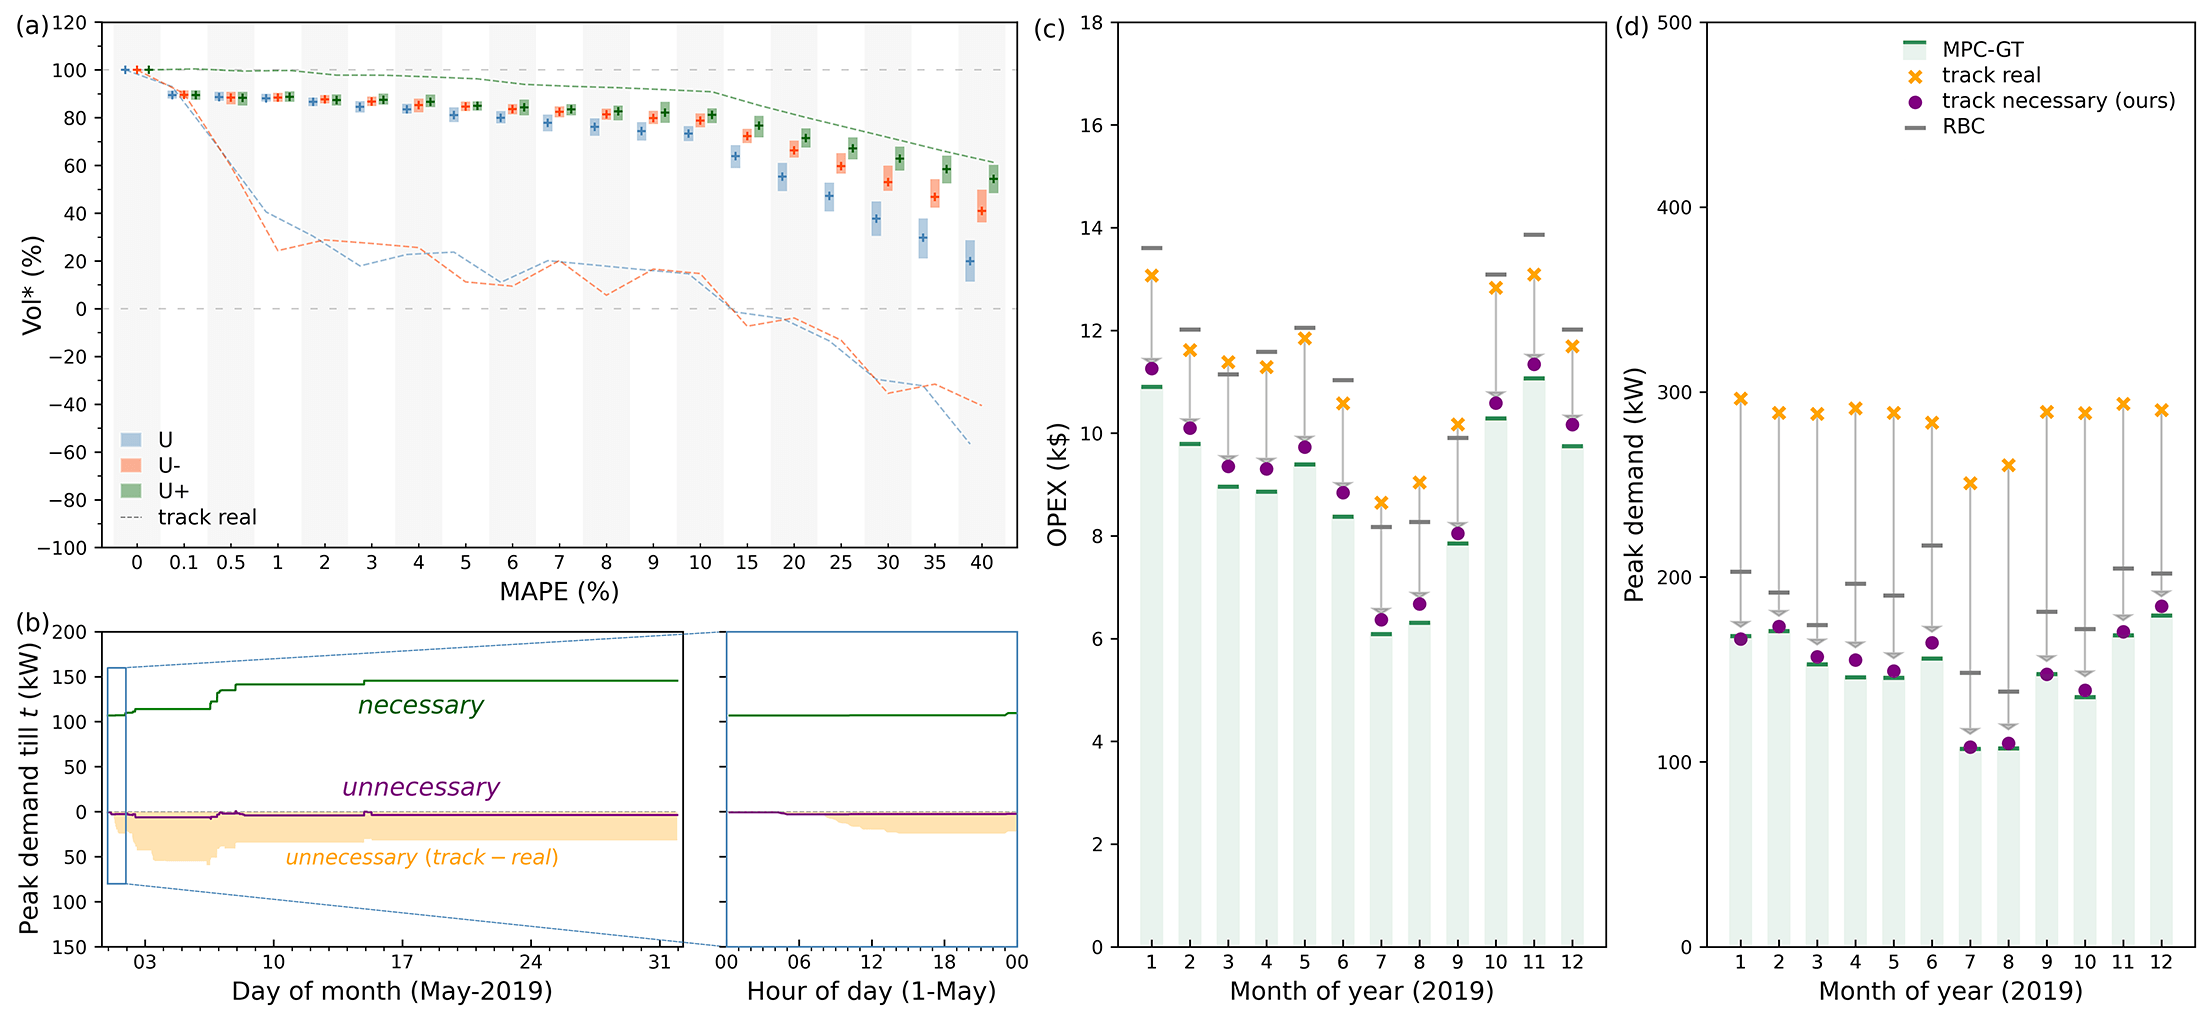 (a)
120
100
80
60
40
20
0
−20
−40
−60
−80
−100
Vol* (%)
U
U-
U+
track real
0 0.1 0.5 1 2 3 4 5 6 7 8 9 10 15 20 25 30 35 40
MAPE (%)
(b)
200
150
100
50
0
50
100
150
Peak demand till t (kW)
necessary
unnecessary
unnecessary (track − real)
03 10 17 24 31
Day of month (May-2019)
00 06 12 18 00
Hour of day (1-May)
(c)
18
16
14
12
10
8
6
4
2
0
OPEX (k$)
1 2 3 4 5 6 7 8 9 10 11 12
Month of year (2019)
(d)
500
400
300
200
100
0
Peak demand (kW)
MPC-GT
track real
track necessary (ours)
RBC
1 2 3 4 5 6 7 8 9 10 11 12
Month of year (2019)